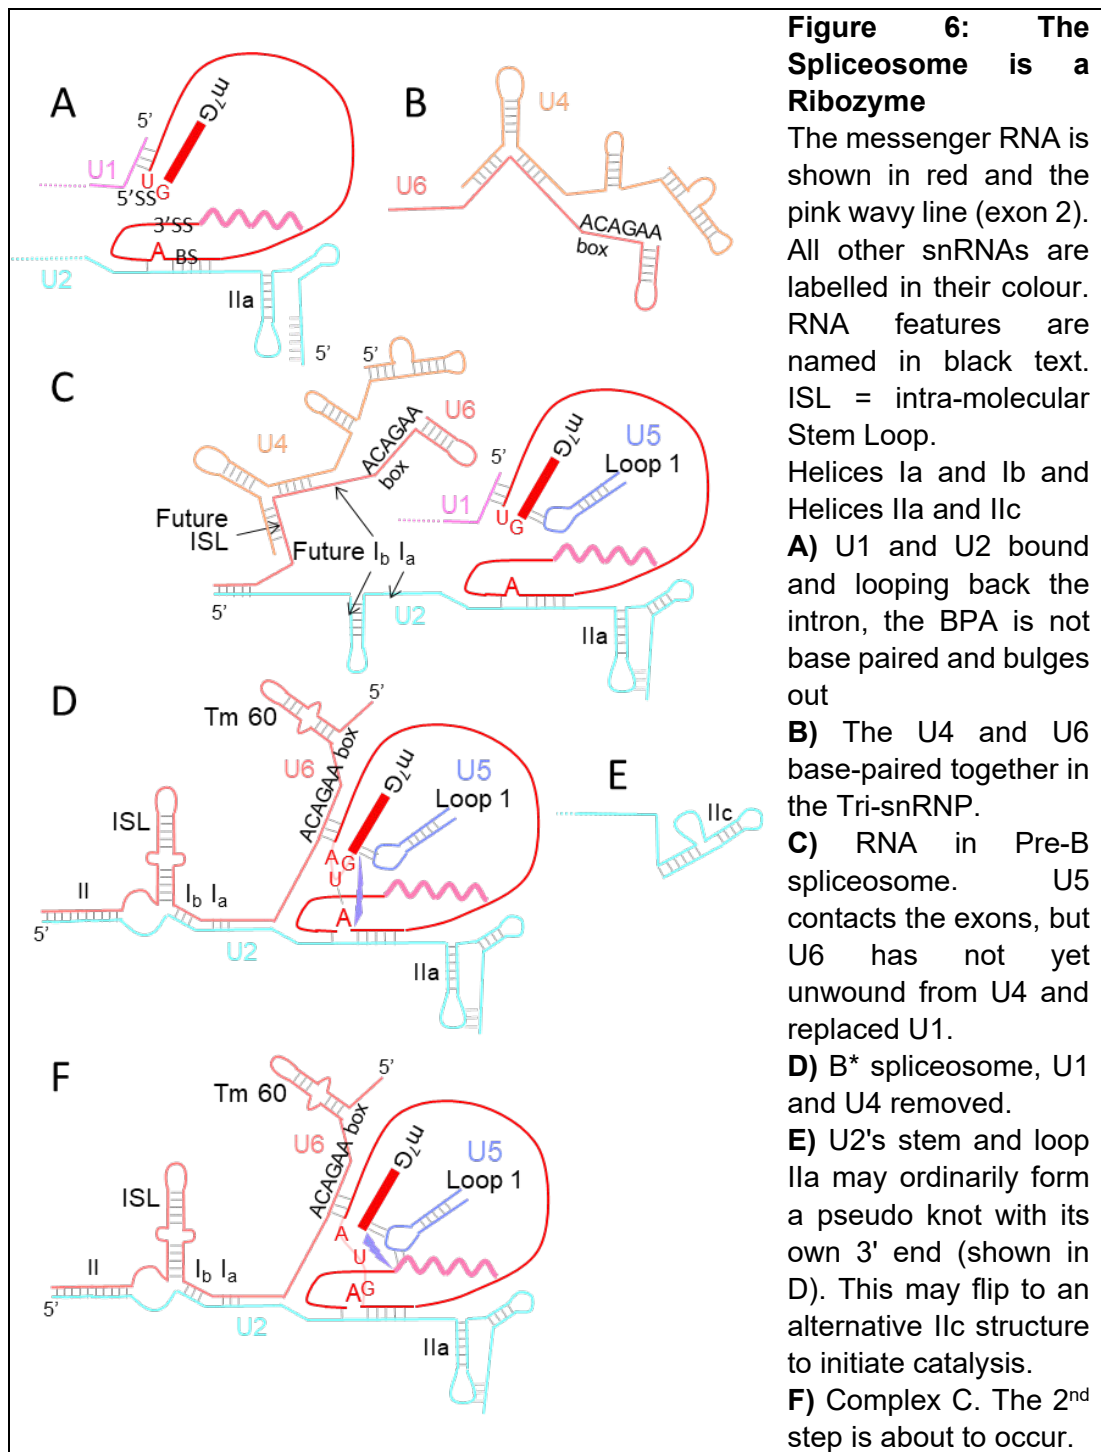 A
5'
m⁷G
U1
U
G
5'SS
3'SS
A
BS
U2
IIa
5'
B
U4
U6
ACAGAA
box
C
5'
U4
ACAGAA
box
U6
Future
ISL
Future Ib Ia
5'
U2
5'
m⁷G
U5
Loop 1
U1
U
G
A
IIa
D
Tm 60
5'
U6
ACAGAA box
m⁷G
U5
Loop 1
ISL
II
Ib Ia
A
G
U
A
5'
U2
IIa
E
IIc
F
Tm 60
5'
U6
ACAGAA box
m⁷G
U5
Loop 1
ISL
II
Ib Ia
A
U
A
G
5'
U2
IIa
Figure 6: The
Spliceosome is a
Ribozyme
The messenger RNA is
shown in red and the
pink wavy line (exon 2).
All other snRNAs are
labelled in their colour.
RNA features are
named in black text.
ISL = intra-molecular
Stem Loop.
Helices Ia and Ib and
Helices IIa and IIc
A) U1 and U2 bound
and looping back the
intron, the BPA is not
base paired and bulges
out
B) The U4 and U6
base-paired together in
the Tri-snRNP.
C) RNA in Pre-B
spliceosome. U5
contacts the exons, but
U6 has not yet
unwound from U4 and
replaced U1.
D) B* spliceosome, U1
and U4 removed.
E) U2's stem and loop
IIa may ordinarily form
a pseudo knot with its
own 3' end (shown in
D). This may flip to an
alternative IIc structure
to initiate catalysis.
F) Complex C. The 2nd
step is about to occur.